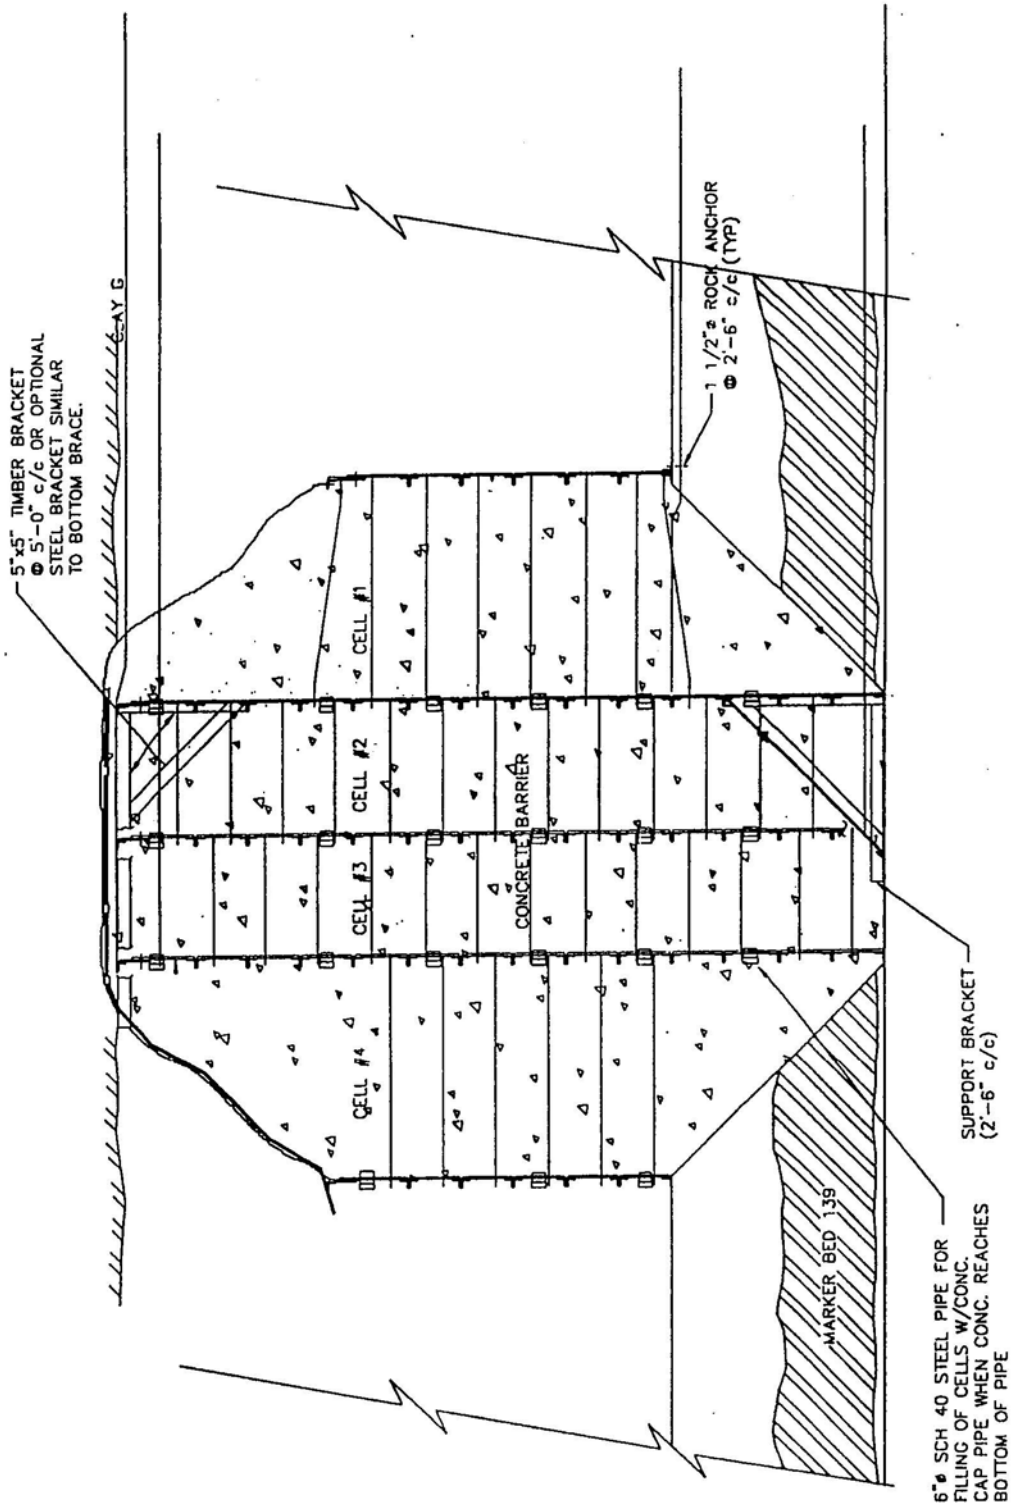 5"x5" TIMBER BRACKET
@ 5'-0" c/c OR OPTIONAL
STEEL BRACKET SIMILAR
TO BOTTOM BRACE.
CLAY G
1 1/2"ø ROCK ANCHOR
@ 2'-6" c/c (TYP)
CELL #1
CELL #2
CELL #3
CELL #4
CONCRETE BARRIER
MARKER BED 139
SUPPORT BRACKET
(2'-6" c/c)
6"ø SCH 40 STEEL PIPE FOR
FILLING OF CELLS W/CONC.
CAP PIPE WHEN CONC. REACHES
BOTTOM OF PIPE